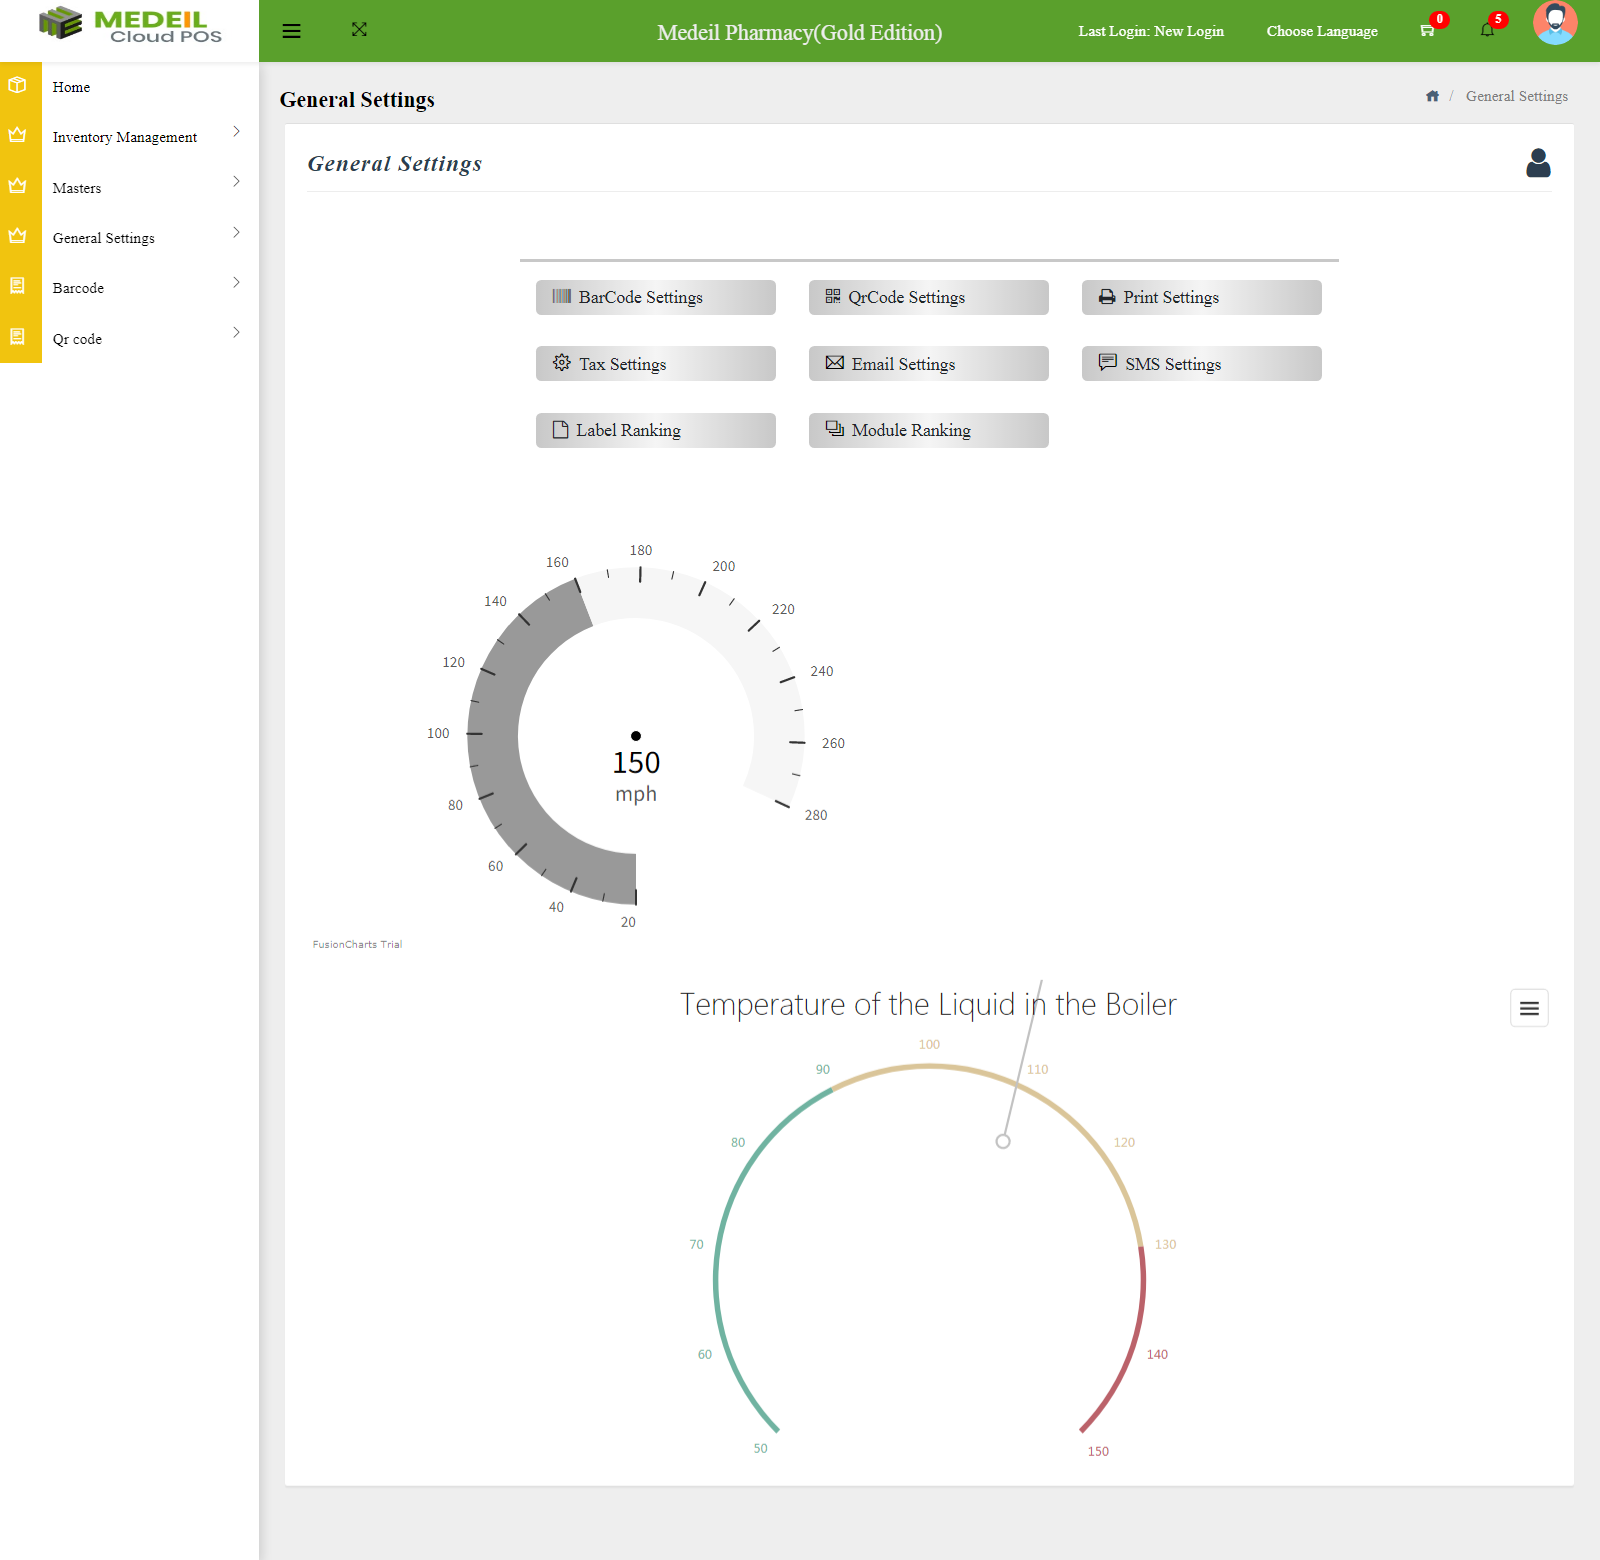 MEDEIL
Cloud POS
Medeil Pharmacy(Gold Edition)
Last Login: New Login
Choose Language
0
5
Home
Inventory Management
Masters
General Settings
Barcode
Qr code
General Settings
/ General Settings
General Settings
BarCode Settings
QrCode Settings
Print Settings
Tax Settings
Email Settings
SMS Settings
Label Ranking
Module Ranking
20
40
60
80
100
120
140
160
180
200
220
240
260
280
150
mph
FusionCharts Trial
Temperature of the Liquid in the Boiler
50
60
70
80
90
100
110
120
130
140
150